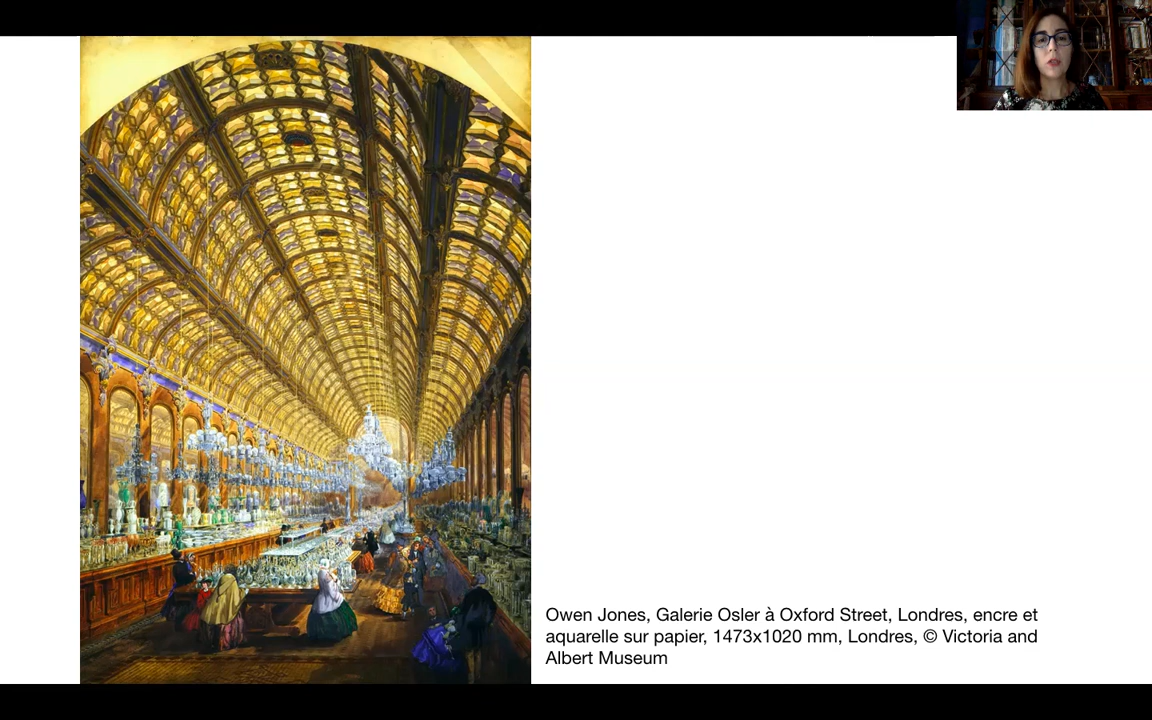 Owen Jones, Galerie Osler à Oxford Street, Londres, encre et
aquarelle sur papier, 1473x1020 mm, Londres, © Victoria and
Albert Museum